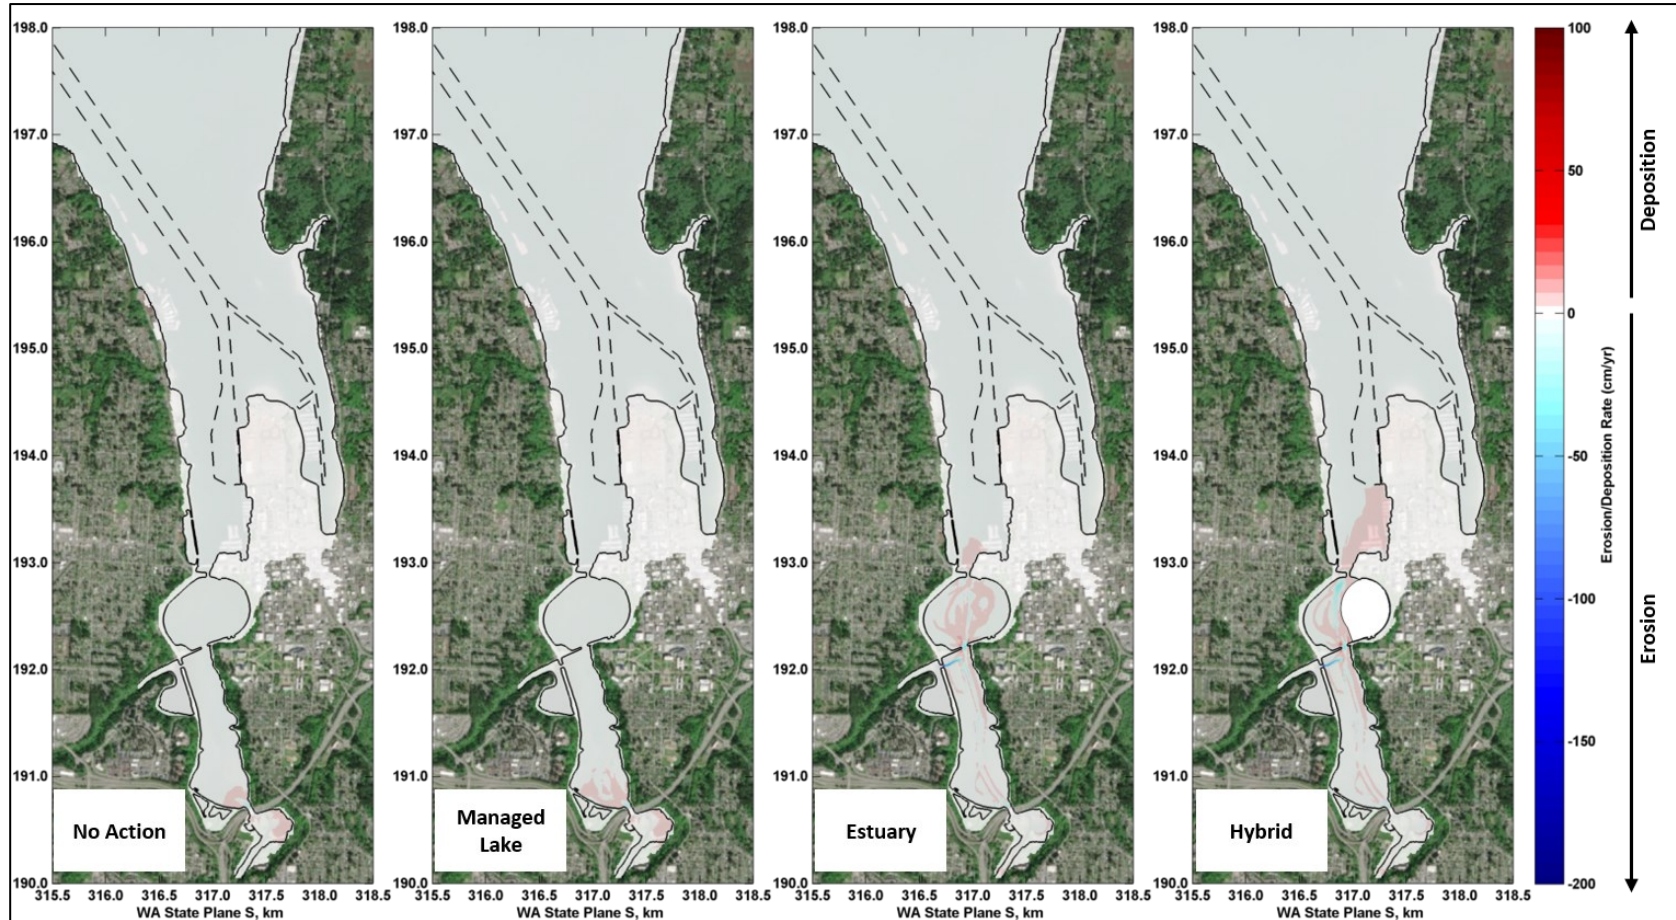 198.0
197.0
196.0
195.0
194.0
193.0
192.0
191.0
190.0
315.5 316.0 316.5 317.0 317.5 318.0 318.5
WA State Plane S, km
No Action
198.0
197.0
196.0
195.0
194.0
193.0
192.0
191.0
190.0
315.5 316.0 316.5 317.0 317.5 318.0 318.5
WA State Plane S, km
Managed
Lake
198.0
197.0
196.0
195.0
194.0
193.0
192.0
191.0
190.0
315.5 316.0 316.5 317.0 317.5 318.0 318.5
WA State Plane S, km
Estuary
198.0
197.0
196.0
195.0
194.0
193.0
192.0
191.0
190.0
315.5 316.0 316.5 317.0 317.5 318.0 318.5
WA State Plane S, km
Hybrid
100
50
0
-50
-100
-150
-200
Erosion/Deposition Rate (cm/yr)
Deposition
Erosion